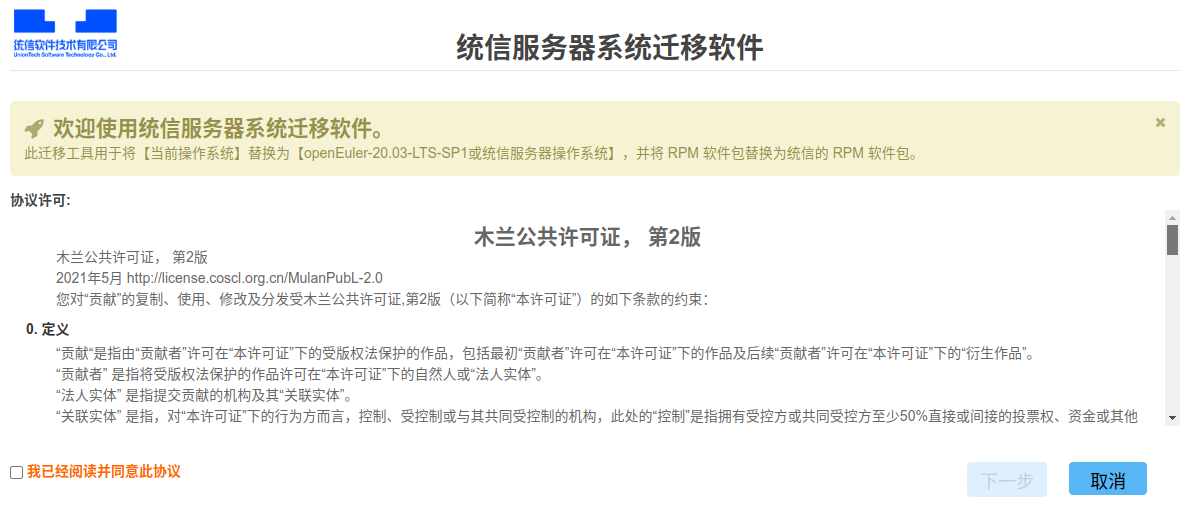 统信软件技术有限公司
UnionTech Software Technology Co., Ltd.
统信服务器系统迁移软件
欢迎使用统信服务器系统迁移软件。
×
此迁移工具用于将【当前操作系统】替换为【openEuler-20.03-LTS-SP1或统信服务器操作系统】，并将 RPM 软件包替换为统信的 RPM 软件包。
协议许可:
木兰公共许可证， 第2版
木兰公共许可证， 第2版
2021年5月 http://license.coscl.org.cn/MulanPubL-2.0
您对“贡献”的复制、使用、修改及分发受木兰公共许可证,第2版（以下简称“本许可证”）的如下条款的约束：
0. 定义
“贡献“是指由“贡献者”许可在“本许可证”下的受版权法保护的作品，包括最初“贡献者”许可在“本许可证”下的作品及后续“贡献者”许可在“本许可证”下的“衍生作品”。
“贡献者” 是指将受版权法保护的作品许可在“本许可证”下的自然人或“法人实体”。
“法人实体” 是指提交贡献的机构及其“关联实体”。
“关联实体” 是指，对“本许可证”下的行为方而言，控制、受控制或与其共同受控制的机构，此处的“控制”是指拥有受控方或共同受控方至少50%直接或间接的投票权、资金或其他
我已经阅读并同意此协议
下一步
取消